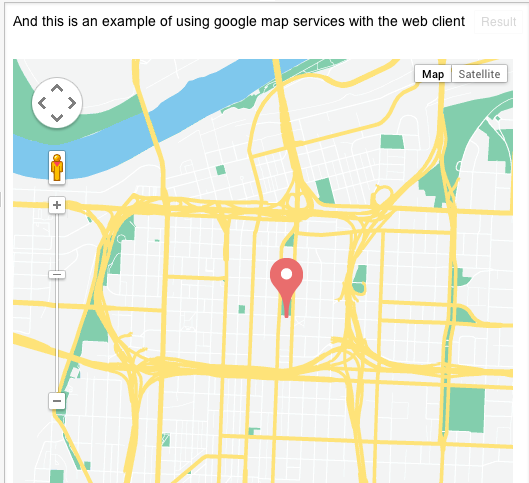 And this is an example of using google map services with the web client
Result
Map
Satellite